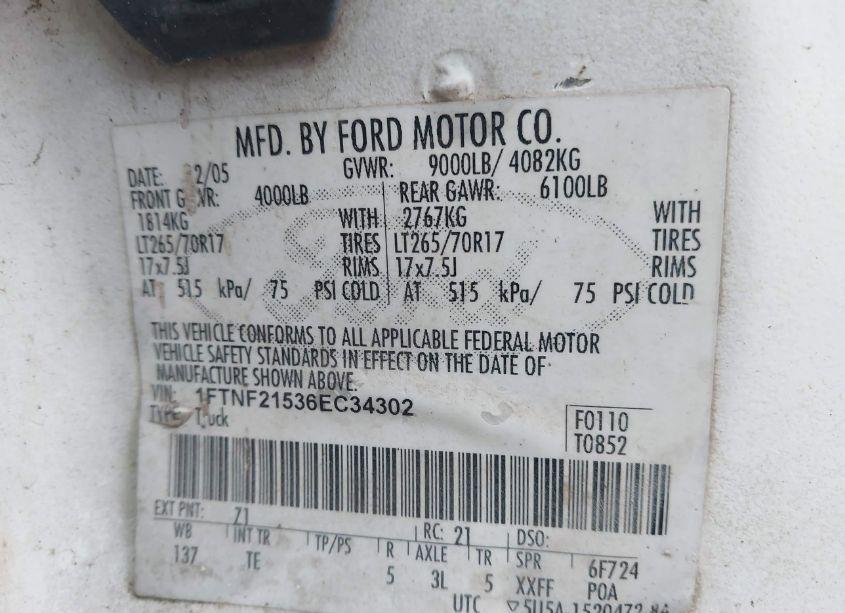 MFD. BY FORD MOTOR CO.
DATE: 2/05 GVWR: 9000LB/ 4082KG
FRONT G WR: 4000LB REAR GAWR: 6100LB
1814KG WITH 2767KG WITH
LT265/70R17 TIRES LT265/70R17 TIRES
17x7.5J RIMS 17x7.5J RIMS
AT 515 kPa/ 75 PSI COLD AT 515 kPa/ 75 PSI COLD
THIS VEHICLE CONFORMS TO ALL APPLICABLE FEDERAL MOTOR
VEHICLE SAFETY STANDARDS IN EFFECT ON THE DATE OF
MANUFACTURE SHOWN ABOVE.
VIN: 1FTNF21536EC34302
TYPE: Truck
F0110
T0852
EXT PNT: Z1 RC: 21 DSO:
WB INT TR TP/PS R AXLE TR SPR 6F724
137 TE 5 3L 5 XXFF POA
UTC